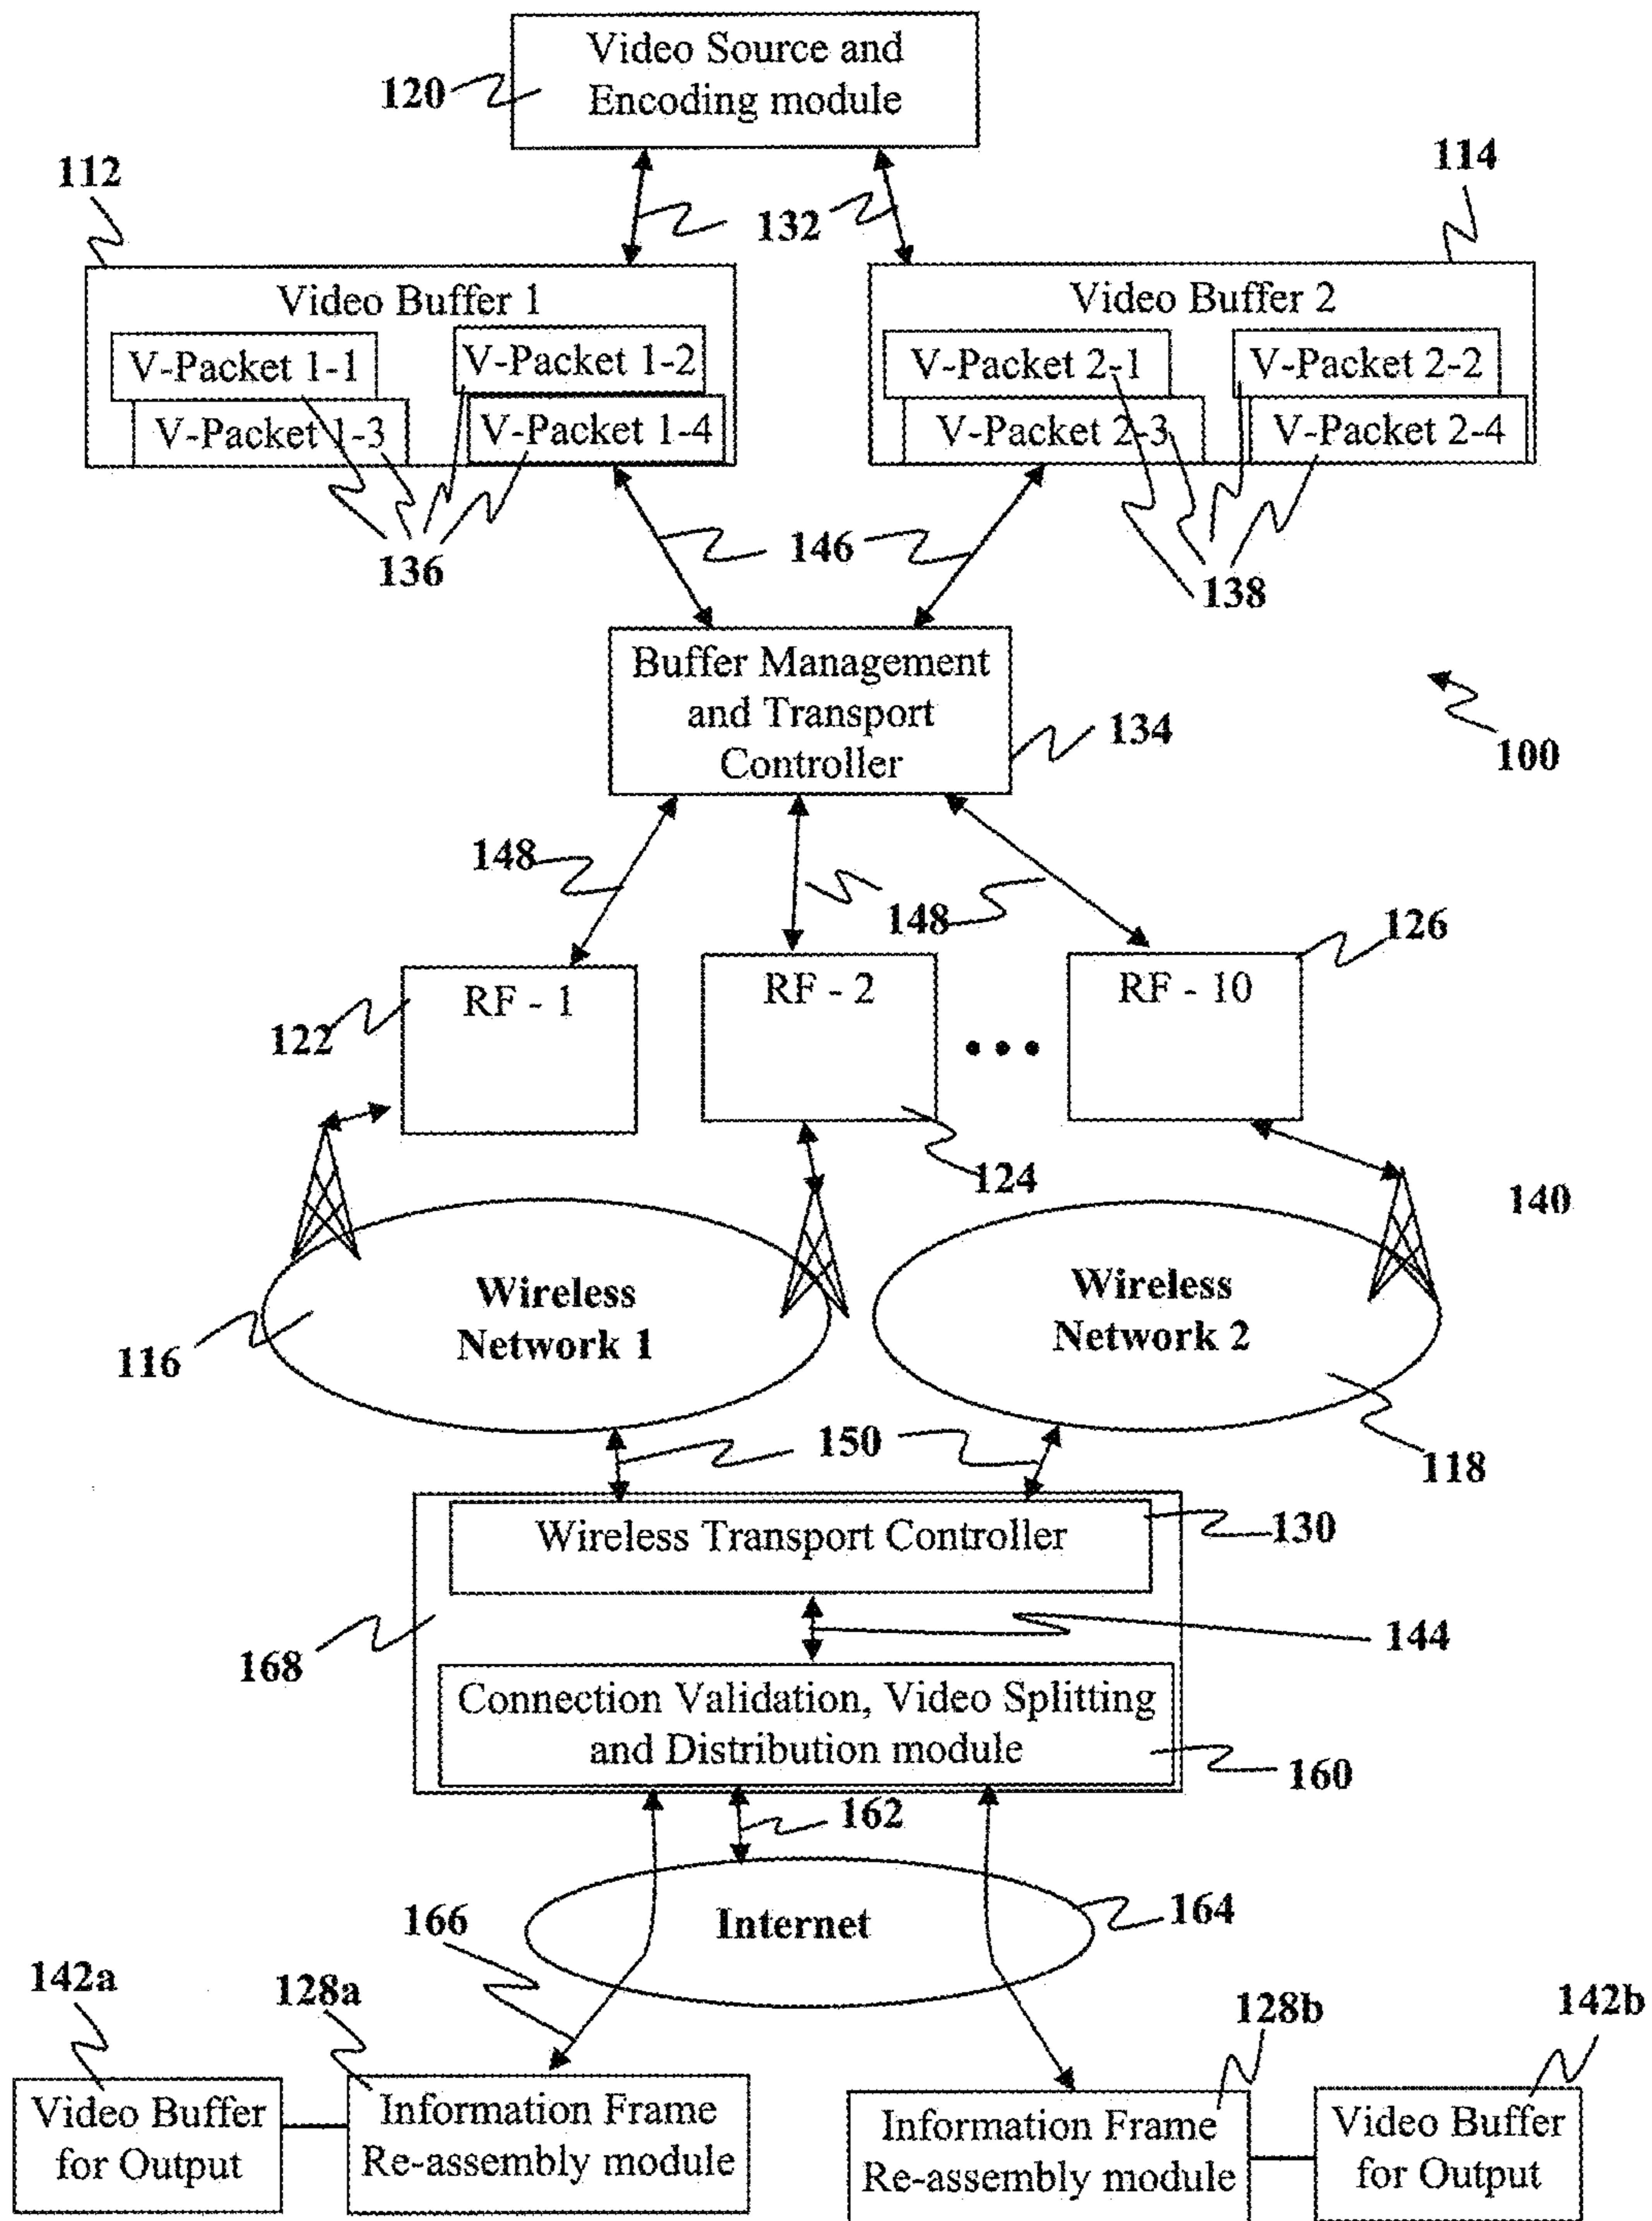 Video Source and
Encoding module
120
112
114
132
Video Buffer 1
V-Packet 1-1
V-Packet 1-2
V-Packet 1-3
V-Packet 1-4
Video Buffer 2
V-Packet 2-1
V-Packet 2-2
V-Packet 2-3
V-Packet 2-4
136
146
138
Buffer Management
and Transport
Controller
134
100
148
148
126
RF - 1
RF - 2
RF - 10
122
124
140
Wireless
Network 1
Wireless
Network 2
116
150
118
Wireless Transport Controller
130
144
168
Connection Validation, Video Splitting
and Distribution module
160
162
Internet
164
166
142a
128a
128b
142b
Video Buffer
for Output
Information Frame
Re-assembly module
Information Frame
Re-assembly module
Video Buffer
for Output